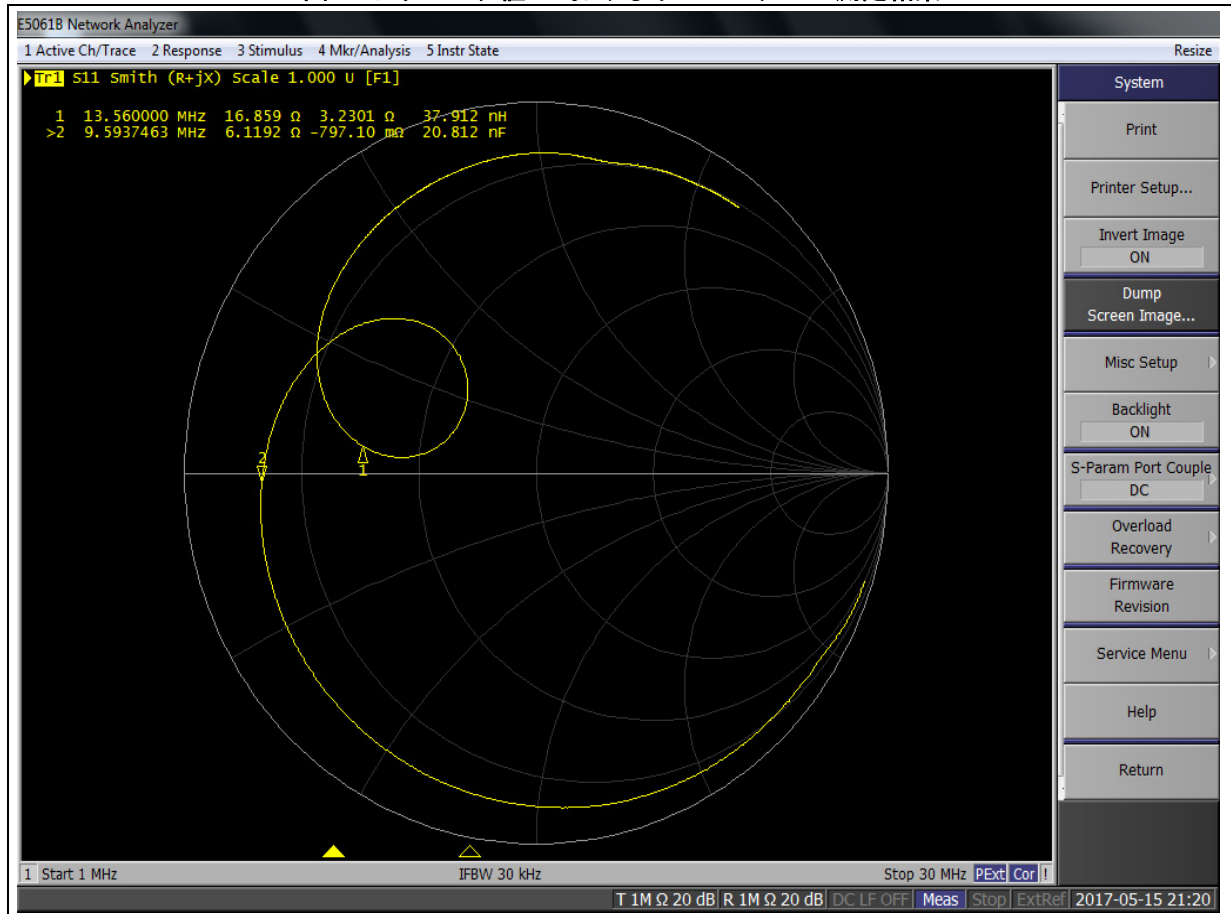 E5061B Network Analyzer
1 Active Ch/Trace 2 Response 3 Stimulus 4 Mkr/Analysis 5 Instr State Resize
Tr1 S11 Smith (R+jX) Scale 1.000 U [F1]
1 13.560000 MHz 16.859 Ω 3.2301 Ω 37.912 nH
>2 9.5937463 MHz 6.1192 Ω -797.10 mΩ 20.812 nF
2
1
System
Print
Printer Setup...
Invert Image
ON
Dump
Screen Image...
Misc Setup
Backlight
ON
S-Param Port Couple
DC
Overload
Recovery
Firmware
Revision
Service Menu
Help
Return
1 Start 1 MHz IFBW 30 kHz Stop 30 MHz PExt Cor !
T 1M Ω 20 dB R 1M Ω 20 dB DC LF OFF Meas Stop ExtRef 2017-05-15 21:20